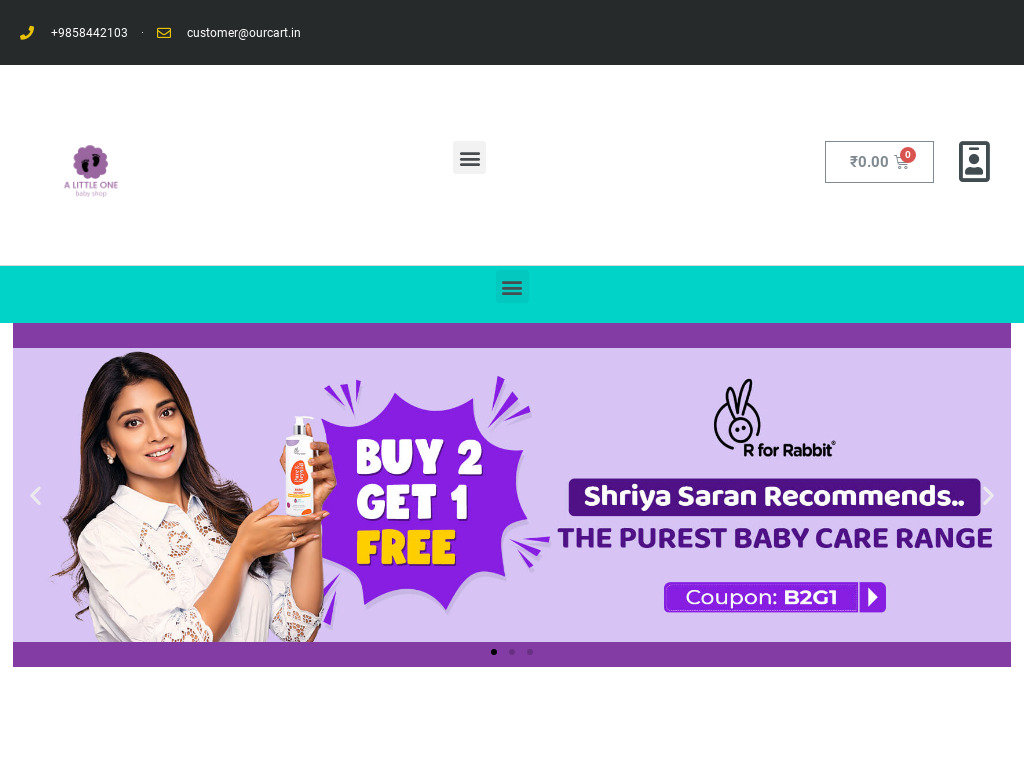 +9858442103
customer@ourcart.in
A LITTLE ONE
baby shop
₹0.00
0
BUY 2
GET 1
FREE
R for Rabbit
Shriya Saran Recommends..
THE PUREST BABY CARE RANGE
Coupon: B2G1